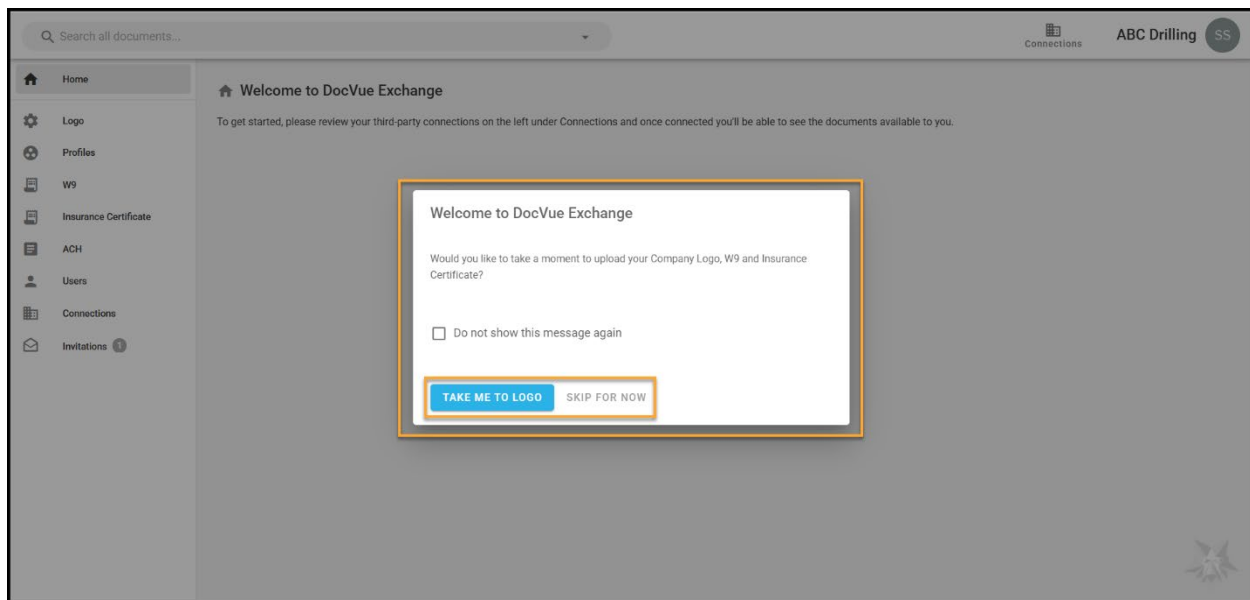 Search all documents...
Connections
ABC Drilling
SS
Home
Logo
Profiles
W9
Insurance Certificate
ACH
Users
Connections
Invitations 1
Welcome to DocVue Exchange
To get started, please review your third-party connections on the left under Connections and once connected you'll be able to see the documents available to you.
Welcome to DocVue Exchange
Would you like to take a moment to upload your Company Logo, W9 and Insurance
Certificate?
Do not show this message again
TAKE ME TO LOGO
SKIP FOR NOW